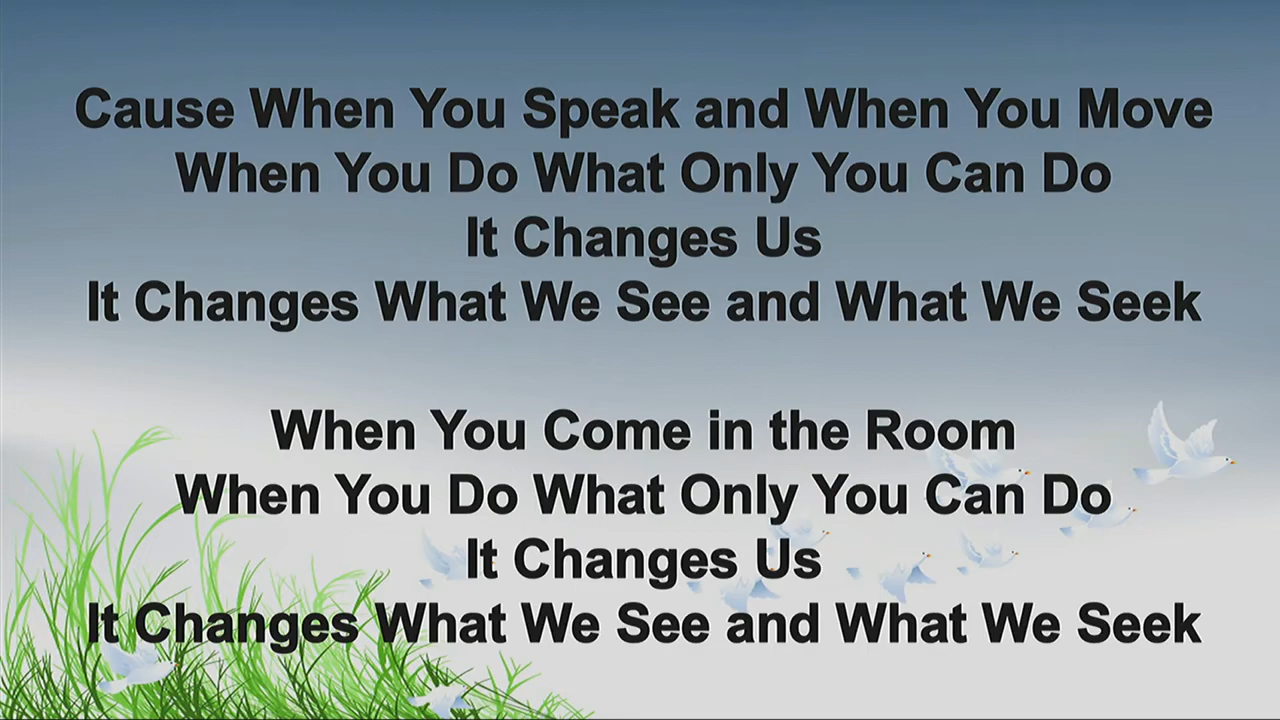 Cause When You Speak and When You Move
When You Do What Only You Can Do
It Changes Us
It Changes What We See and What We Seek
When You Come in the Room
When You Do What Only You Can Do
It Changes Us
It Changes What We See and What We Seek